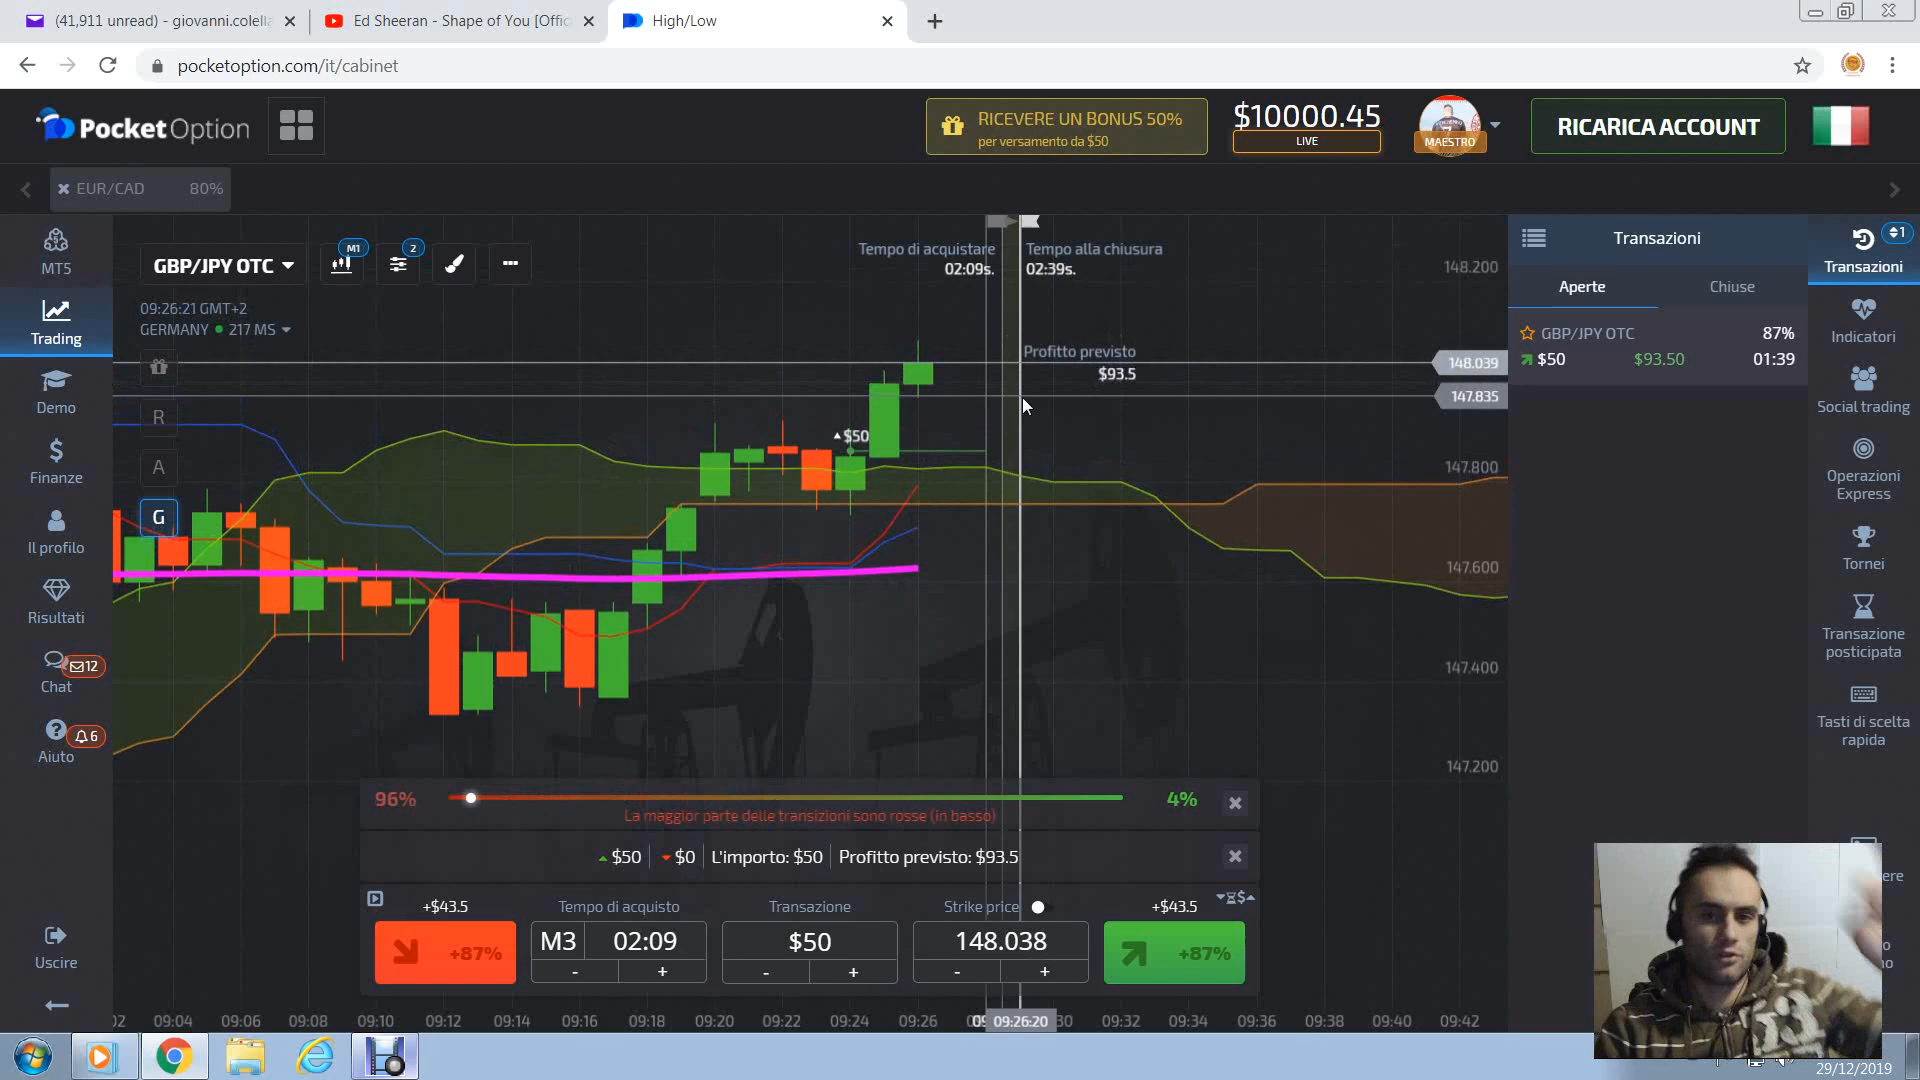 (41,911 unread) - giovanni.colella
Ed Sheeran - Shape of You [Offic
High/Low
pocketoption.com/it/cabinet
PocketOption
RICEVERE UN BONUS 50%
per versamento da $50
$10000.45
LIVE
MAESTRO
RICARICA ACCOUNT
EUR/CAD 80%
MT5
Trading
Demo
Finanze
Il profilo
Risultati
12
Chat
6
Aiuto
Uscire
GBP/JPY OTC
M1
2
09:26:21 GMT+2
GERMANY 217 MS
R
A
G
Tempo di acquistare
02:09s.
Tempo alla chiusura
02:39s.
Profitto previsto
$93.5
$50
148.200
148.039
147.835
147.800
147.600
147.400
147.200
Transazioni
Aperte
Chiuse
GBP/JPY OTC 87%
$50 $93.50 01:39
1
Transazioni
Indicatori
Social trading
Operazioni
Express
Tornei
Transazione
posticipata
Tasti di scelta
rapida
96%
4%
La maggior parte delle transizioni sono rosse (in basso)
$50 $0 L'importo: $50 Profitto previsto: $93.5
+$43.5
Tempo di acquisto
Transazione
Strike price
+$43.5
+87%
M3 02:09
$50
148.038
+87%
- +
- +
- +
02 09:04 09:06 09:08 09:10 09:12 09:14 09:16 09:18 09:20 09:22 09:24 09:26 09:26:20 30 09:32 09:34 09:36 09:38 09:40 09:42
29/12/2019